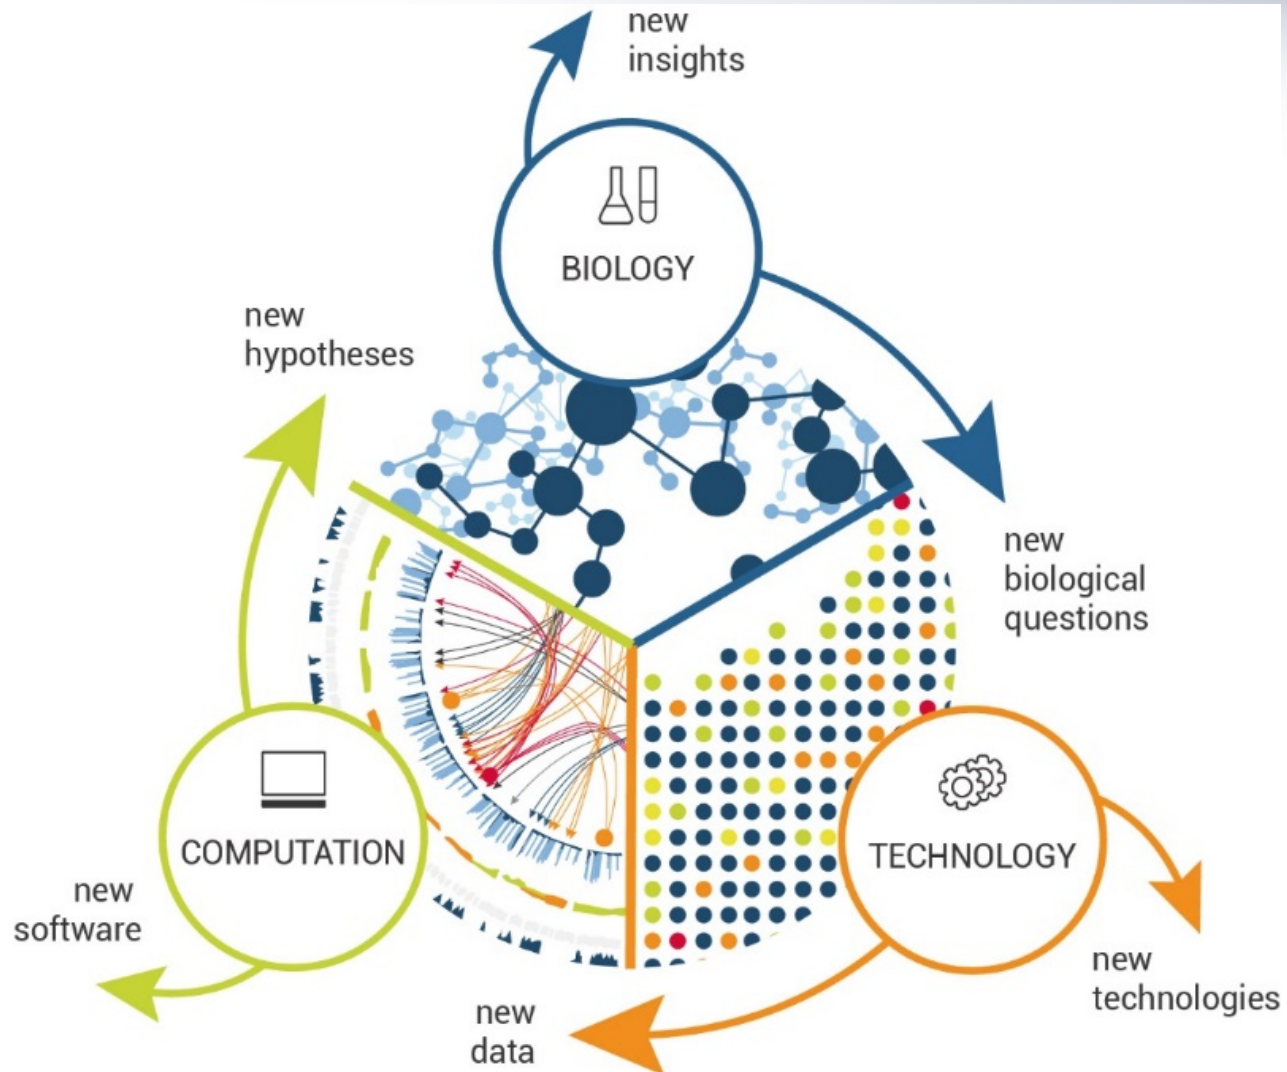 new
insights
BIOLOGY
new
hypotheses
new
biological
questions
COMPUTATION
TECHNOLOGY
new
software
new
technologies
new
data